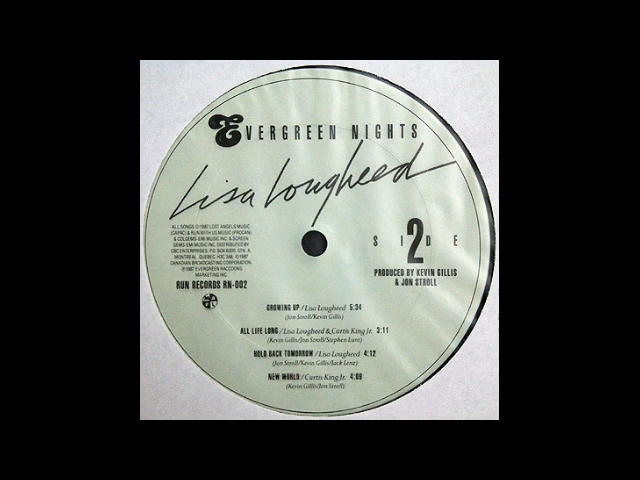 EVERGREEN NIGHTS
Lisa Lougheed
ALL SONGS © 1987 LOST ANGELS MUSIC
(CAPAC) & RUN WITH US MUSIC (PROCAN)
& COLGEMS-EMI MUSIC INC. & SCREEN
GEMS-EMI MUSIC INC. DISTRIBUTED BY
CBC ENTERPRISES, P.O. BOX 6000, STN. A
MONTREAL, QUEBEC, H3C 3A8, © 1987
CANADIAN BROADCASTING CORPORATION
℗ 1987 EVERGREEN RACCOONS
MARKETING INC.
RUN RECORDS RN-002
SIDE 2
PRODUCED BY KEVIN GILLIS
& JON STROLL
GROWING UP / Lisa Lougheed 5:34
(Jon Stroll/Kevin Gillis)
ALL LIFE LONG / Lisa Lougheed & Curtis King Jr. 3:11
(Kevin Gillis/Jon Stroll/Stephen Lunt)
HOLD BACK TOMORROW / Lisa Lougheed 4:12
(Jon Stroll/Kevin Gillis/Jack Lenz)
NEW WORLD / Curtis King Jr. 4:08
(Kevin Gillis/Jon Stroll)